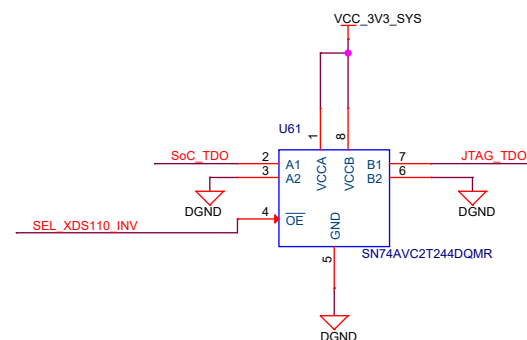 VCC_3V3_SYS
U61
1
8
SoC_TDO
2
A1
VCCA
VCCB
B1
7
JTAG_TDO
3
A2
B2
6
DGND
DGND
SEL_XDS110_INV
4
OE
GND
5
SN74AVC2T244DQMR
DGND